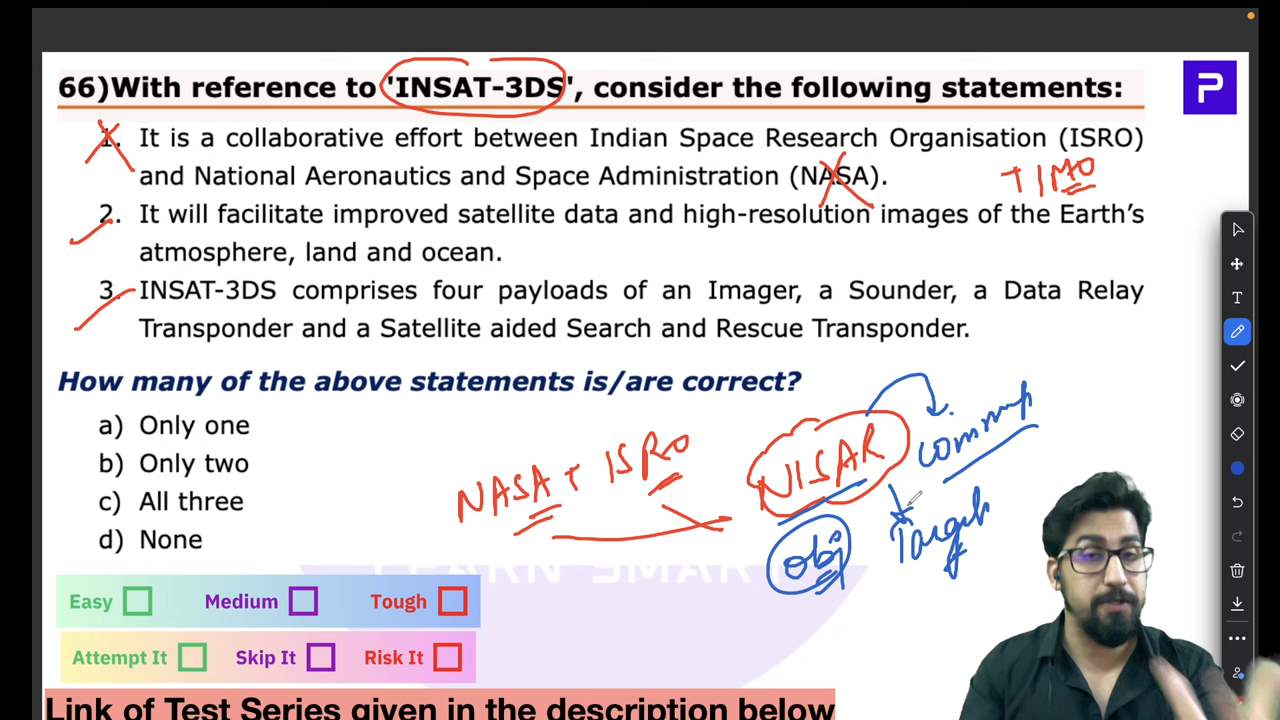 66)With reference to 'INSAT-3DS', consider the following statements:
P
1. It is a collaborative effort between Indian Space Research Organisation (ISRO)
and National Aeronautics and Space Administration (NASA).
+ IMO
2. It will facilitate improved satellite data and high-resolution images of the Earth's
atmosphere, land and ocean.
3. INSAT-3DS comprises four payloads of an Imager, a Sounder, a Data Relay
Transponder and a Satellite aided Search and Rescue Transponder.
How many of the above statements is/are correct?
a) Only one
b) Only two
c) All three
d) None
NASA + ISRO
NISAR
obj
Target
LEARN SMART
Easy Medium Tough
Attempt It Skip It Risk It
Link of Test Series given in the description below
T